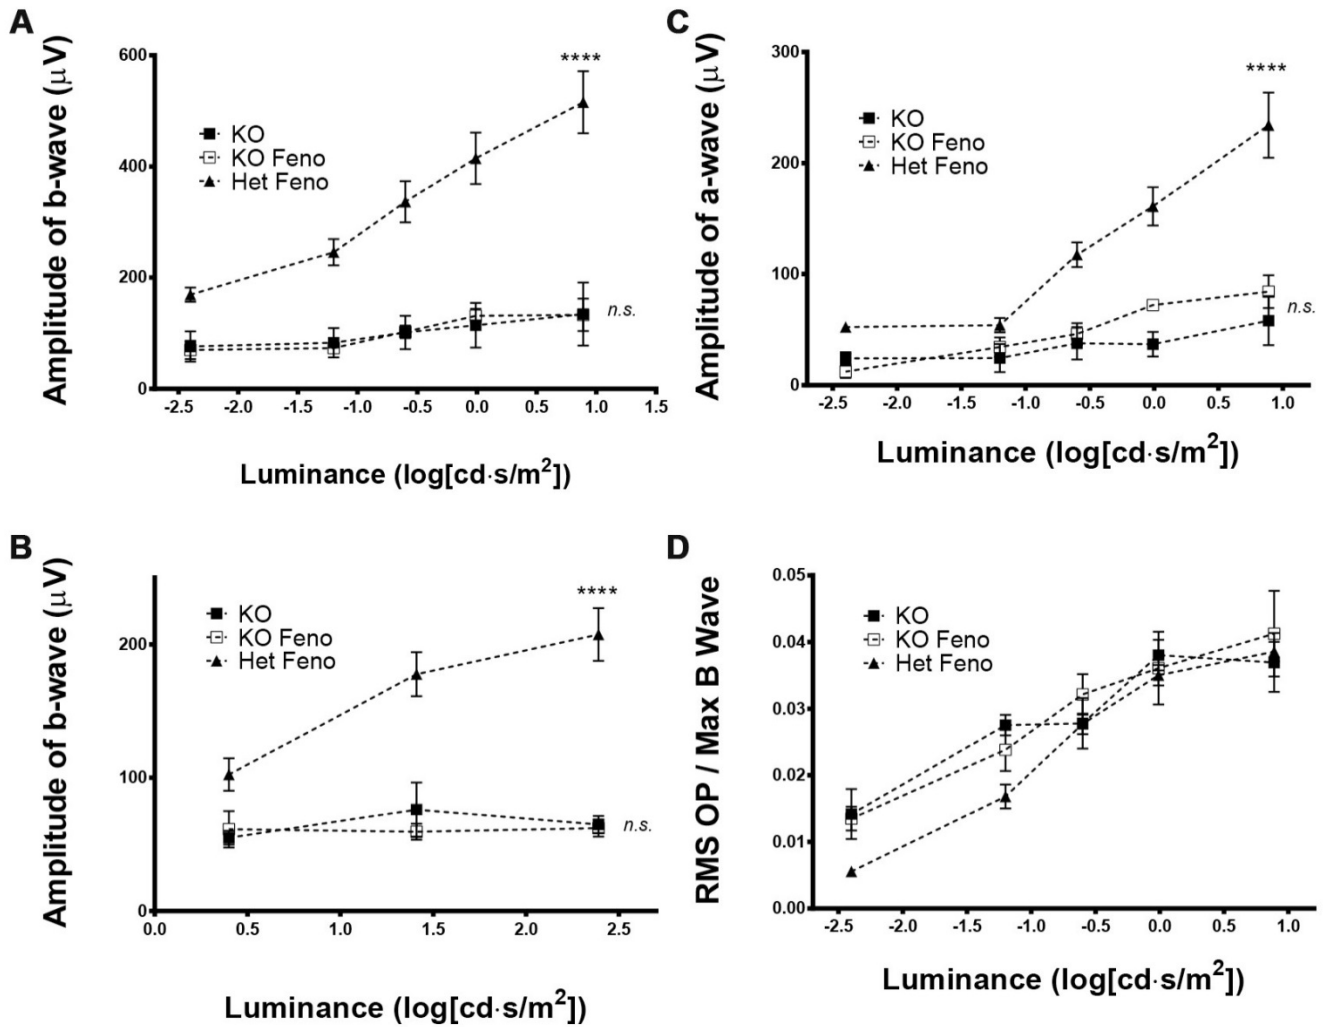 A
Amplitude of b-wave (μV)
600
400
200
0
****
KO
KO Feno
Het Feno
n.s.
-2.5 -2.0 -1.5 -1.0 -0.5 0.0 0.5 1.0 1.5
Luminance (log[cd·s/m²])
C
Amplitude of a-wave (μV)
300
200
100
0
****
KO
KO Feno
Het Feno
n.s.
-2.5 -2.0 -1.5 -1.0 -0.5 0.0 0.5 1.0
Luminance (log[cd·s/m²])
B
Amplitude of b-wave (μV)
200
100
0
****
KO
KO Feno
Het Feno
n.s.
0.0 0.5 1.0 1.5 2.0 2.5
Luminance (log[cd·s/m²])
D
RMS OP / Max B Wave
0.05
0.04
0.03
0.02
0.01
0.00
KO
KO Feno
Het Feno
-2.5 -2.0 -1.5 -1.0 -0.5 0.0 0.5 1.0
Luminance (log[cd·s/m²])